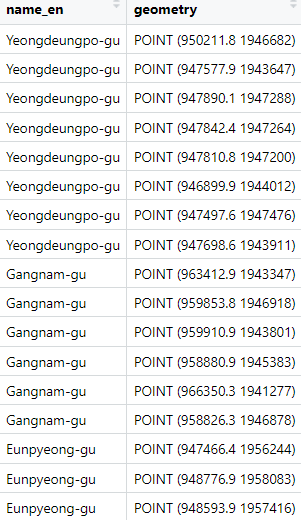 name_en geometry
Yeongdeungpo-gu POINT (950211.8 1946682)
Yeongdeungpo-gu POINT (947577.9 1943647)
Yeongdeungpo-gu POINT (947890.1 1947288)
Yeongdeungpo-gu POINT (947842.4 1947264)
Yeongdeungpo-gu POINT (947810.8 1947200)
Yeongdeungpo-gu POINT (946899.9 1944012)
Yeongdeungpo-gu POINT (947497.6 1947476)
Yeongdeungpo-gu POINT (947698.6 1943911)
Gangnam-gu POINT (963412.9 1943347)
Gangnam-gu POINT (959853.8 1946918)
Gangnam-gu POINT (959910.9 1943801)
Gangnam-gu POINT (958880.9 1945383)
Gangnam-gu POINT (966350.3 1941277)
Gangnam-gu POINT (958826.3 1946878)
Eunpyeong-gu POINT (947466.4 1956244)
Eunpyeong-gu POINT (948776.9 1958083)
Eunpyeong-gu POINT (948593.9 1957416)